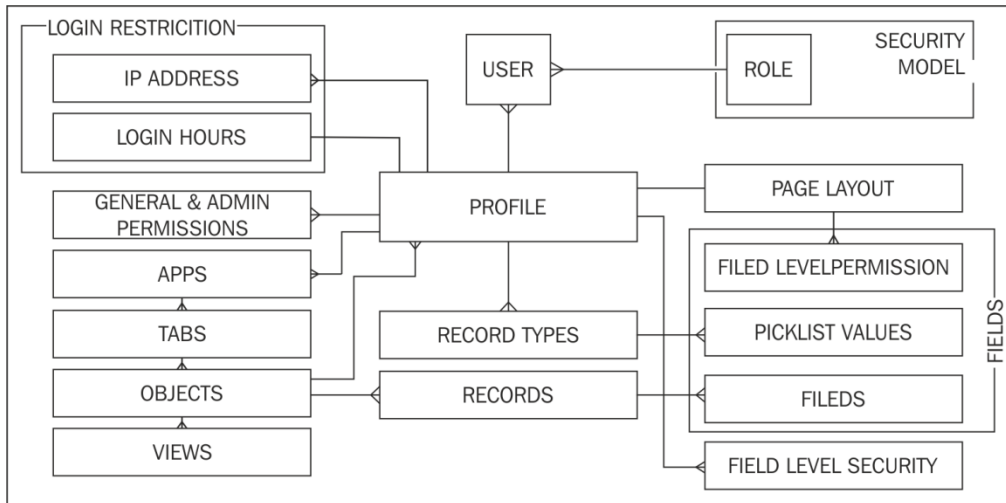 LOGIN RESTRICITION
IP ADDRESS
LOGIN HOURS
USER
ROLE
SECURITY
MODEL
GENERAL & ADMIN
PERMISSIONS
PROFILE
PAGE LAYOUT
APPS
FILED LEVELPERMISSION
TABS
RECORD TYPES
PICKLIST VALUES
FIELDS
OBJECTS
RECORDS
FILEDS
VIEWS
FIELD LEVEL SECURITY